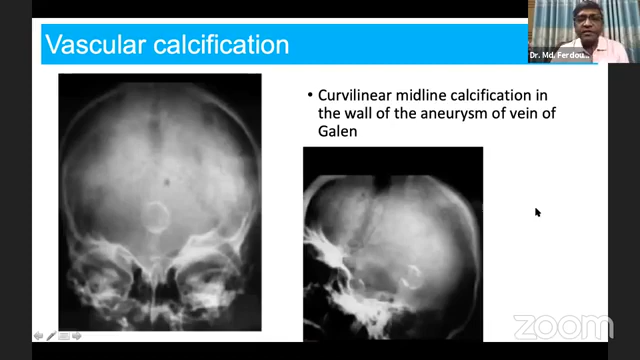 Vascular calcification
Dr. Md. Ferdou...
• Curvilinear midline calcification in
the wall of the aneurysm of vein of
Galen
zoom